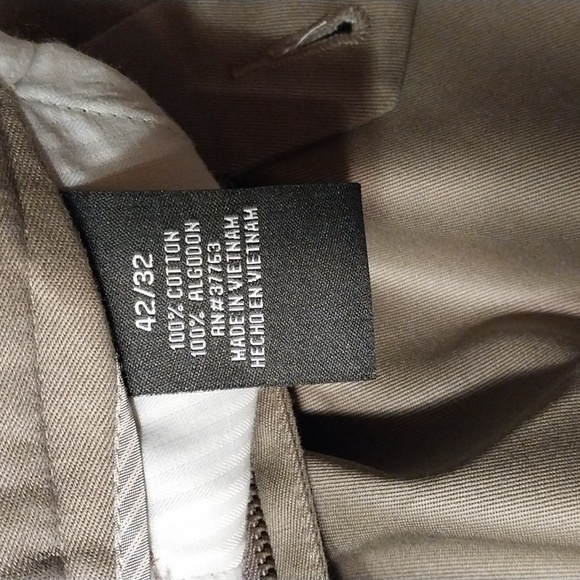 42/32
100% COTTON
100% ALGODON
RN#37763
MADE IN VIETNAM
HECHO EN VIETNAM